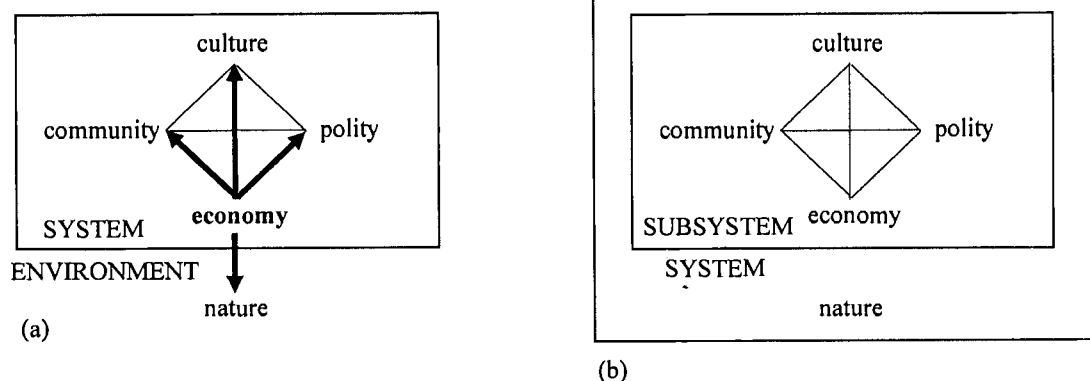 culture
community
polity
economy
SYSTEM
ENVIRONMENT
nature
(a)
culture
community
polity
economy
SUBSYSTEM
SYSTEM
nature
(b)